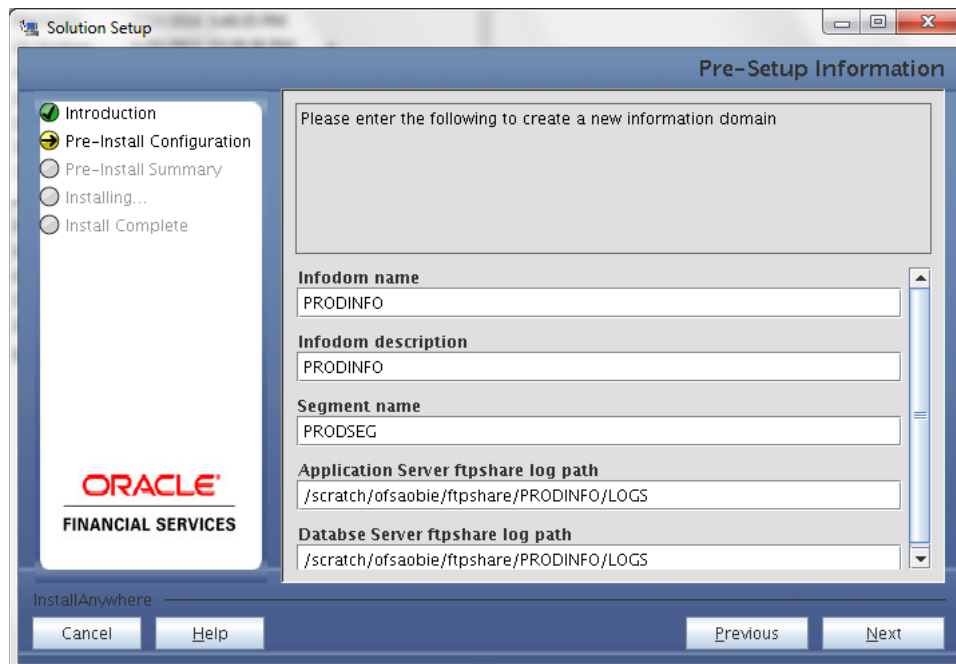 Solution Setup
Pre-Setup Information
Introduction
Pre-Install Configuration
Pre-Install Summary
Installing...
Install Complete
ORACLE
FINANCIAL SERVICES
Please enter the following to create a new information domain
Infodom name
PRODINFO
Infodom description
PRODINFO
Segment name
PRODSEG
Application Server ftpshare log path
/scratch/ofsaobie/ftpshare/PRODINFO/LOGS
Databse Server ftpshare log path
/scratch/ofsaobie/ftpshare/PRODINFO/LOGS
InstallAnywhere
Cancel Help Previous Next